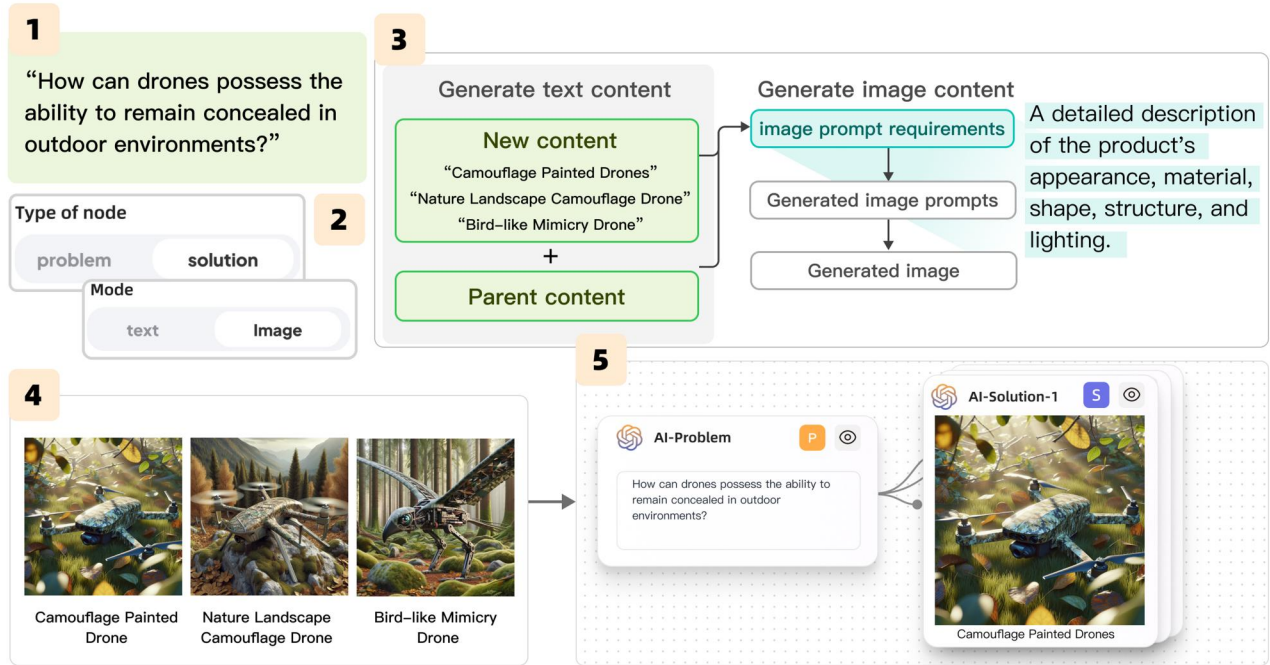 1
“How can drones possess the
ability to remain concealed in
outdoor environments?”
2
Type of node
problem
solution
Mode
text
Image
3
Generate text content
New content
“Camouflage Painted Drones”
“Nature Landscape Camouflage Drone”
“Bird-like Mimicry Drone”
+
Parent content
Generate image content
image prompt requirements
Generated image prompts
Generated image
A detailed description
of the product’s
appearance, material,
shape, structure, and
lighting.
4
Camouflage Painted
Drone
Nature Landscape
Camouflage Drone
Bird-like Mimicry
Drone
5
AI-Problem
P
How can drones possess the ability to
remain concealed in outdoor
environments?
AI-Solution-1
S
Camouflage Painted Drones